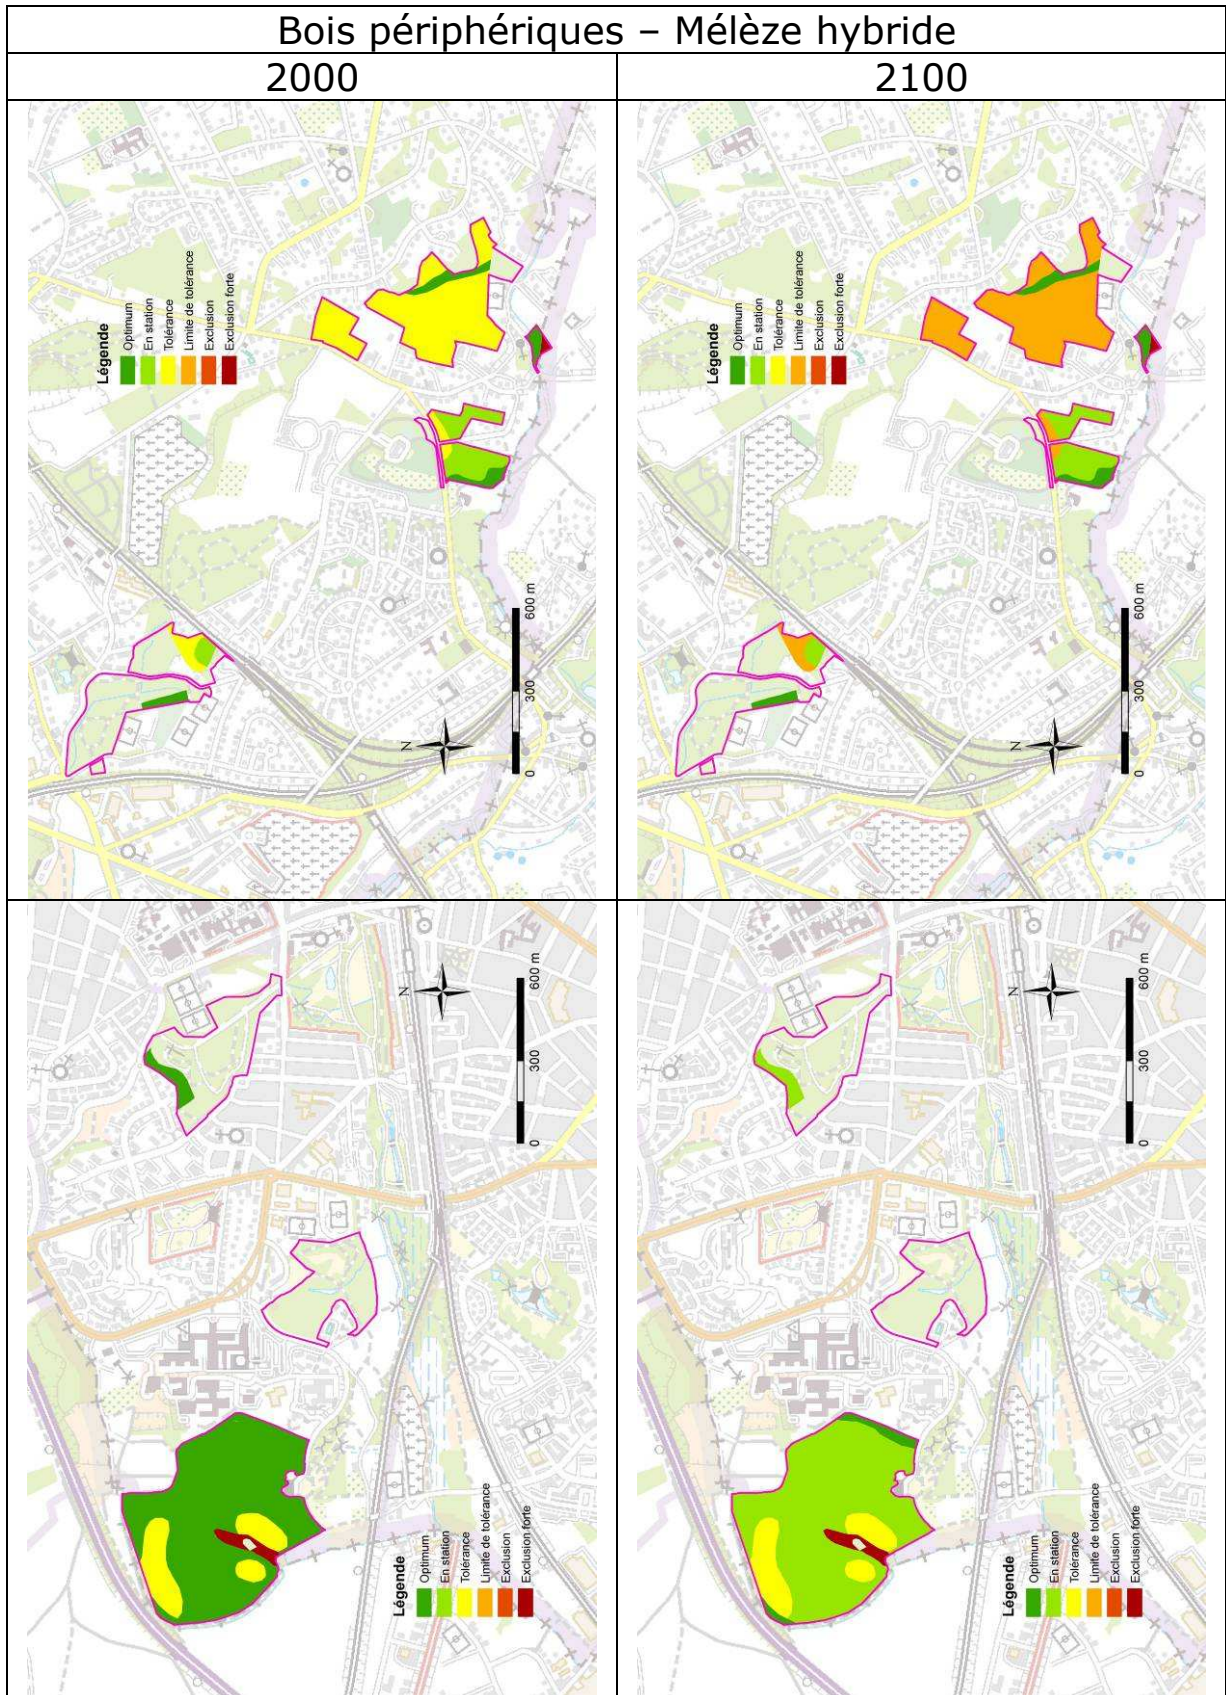 Bois périphériques – Mélèze hybride
2000
2100
Légende
Optimum
En station
Tolérance
Limite de tolérance
Exclusion
Exclusion forte
N
0
300
600 m
Légende
Optimum
En station
Tolérance
Limite de tolérance
Exclusion
Exclusion forte
N
0
300
600 m
N
0
300
600 m
Légende
Optimum
En station
Tolérance
Limite de tolérance
Exclusion
Exclusion forte
N
0
300
600 m
Légende
Optimum
En station
Tolérance
Limite de tolérance
Exclusion
Exclusion forte